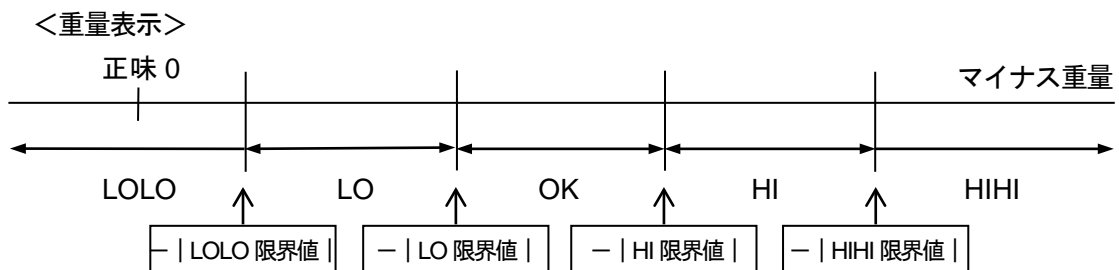 ＜重量表示＞
正味 0
マイナス重量
LOLO LO OK HI HIHI
－｜LOLO 限界値｜ －｜LO 限界値｜ －｜HI 限界値｜ －｜HIHI 限界値｜